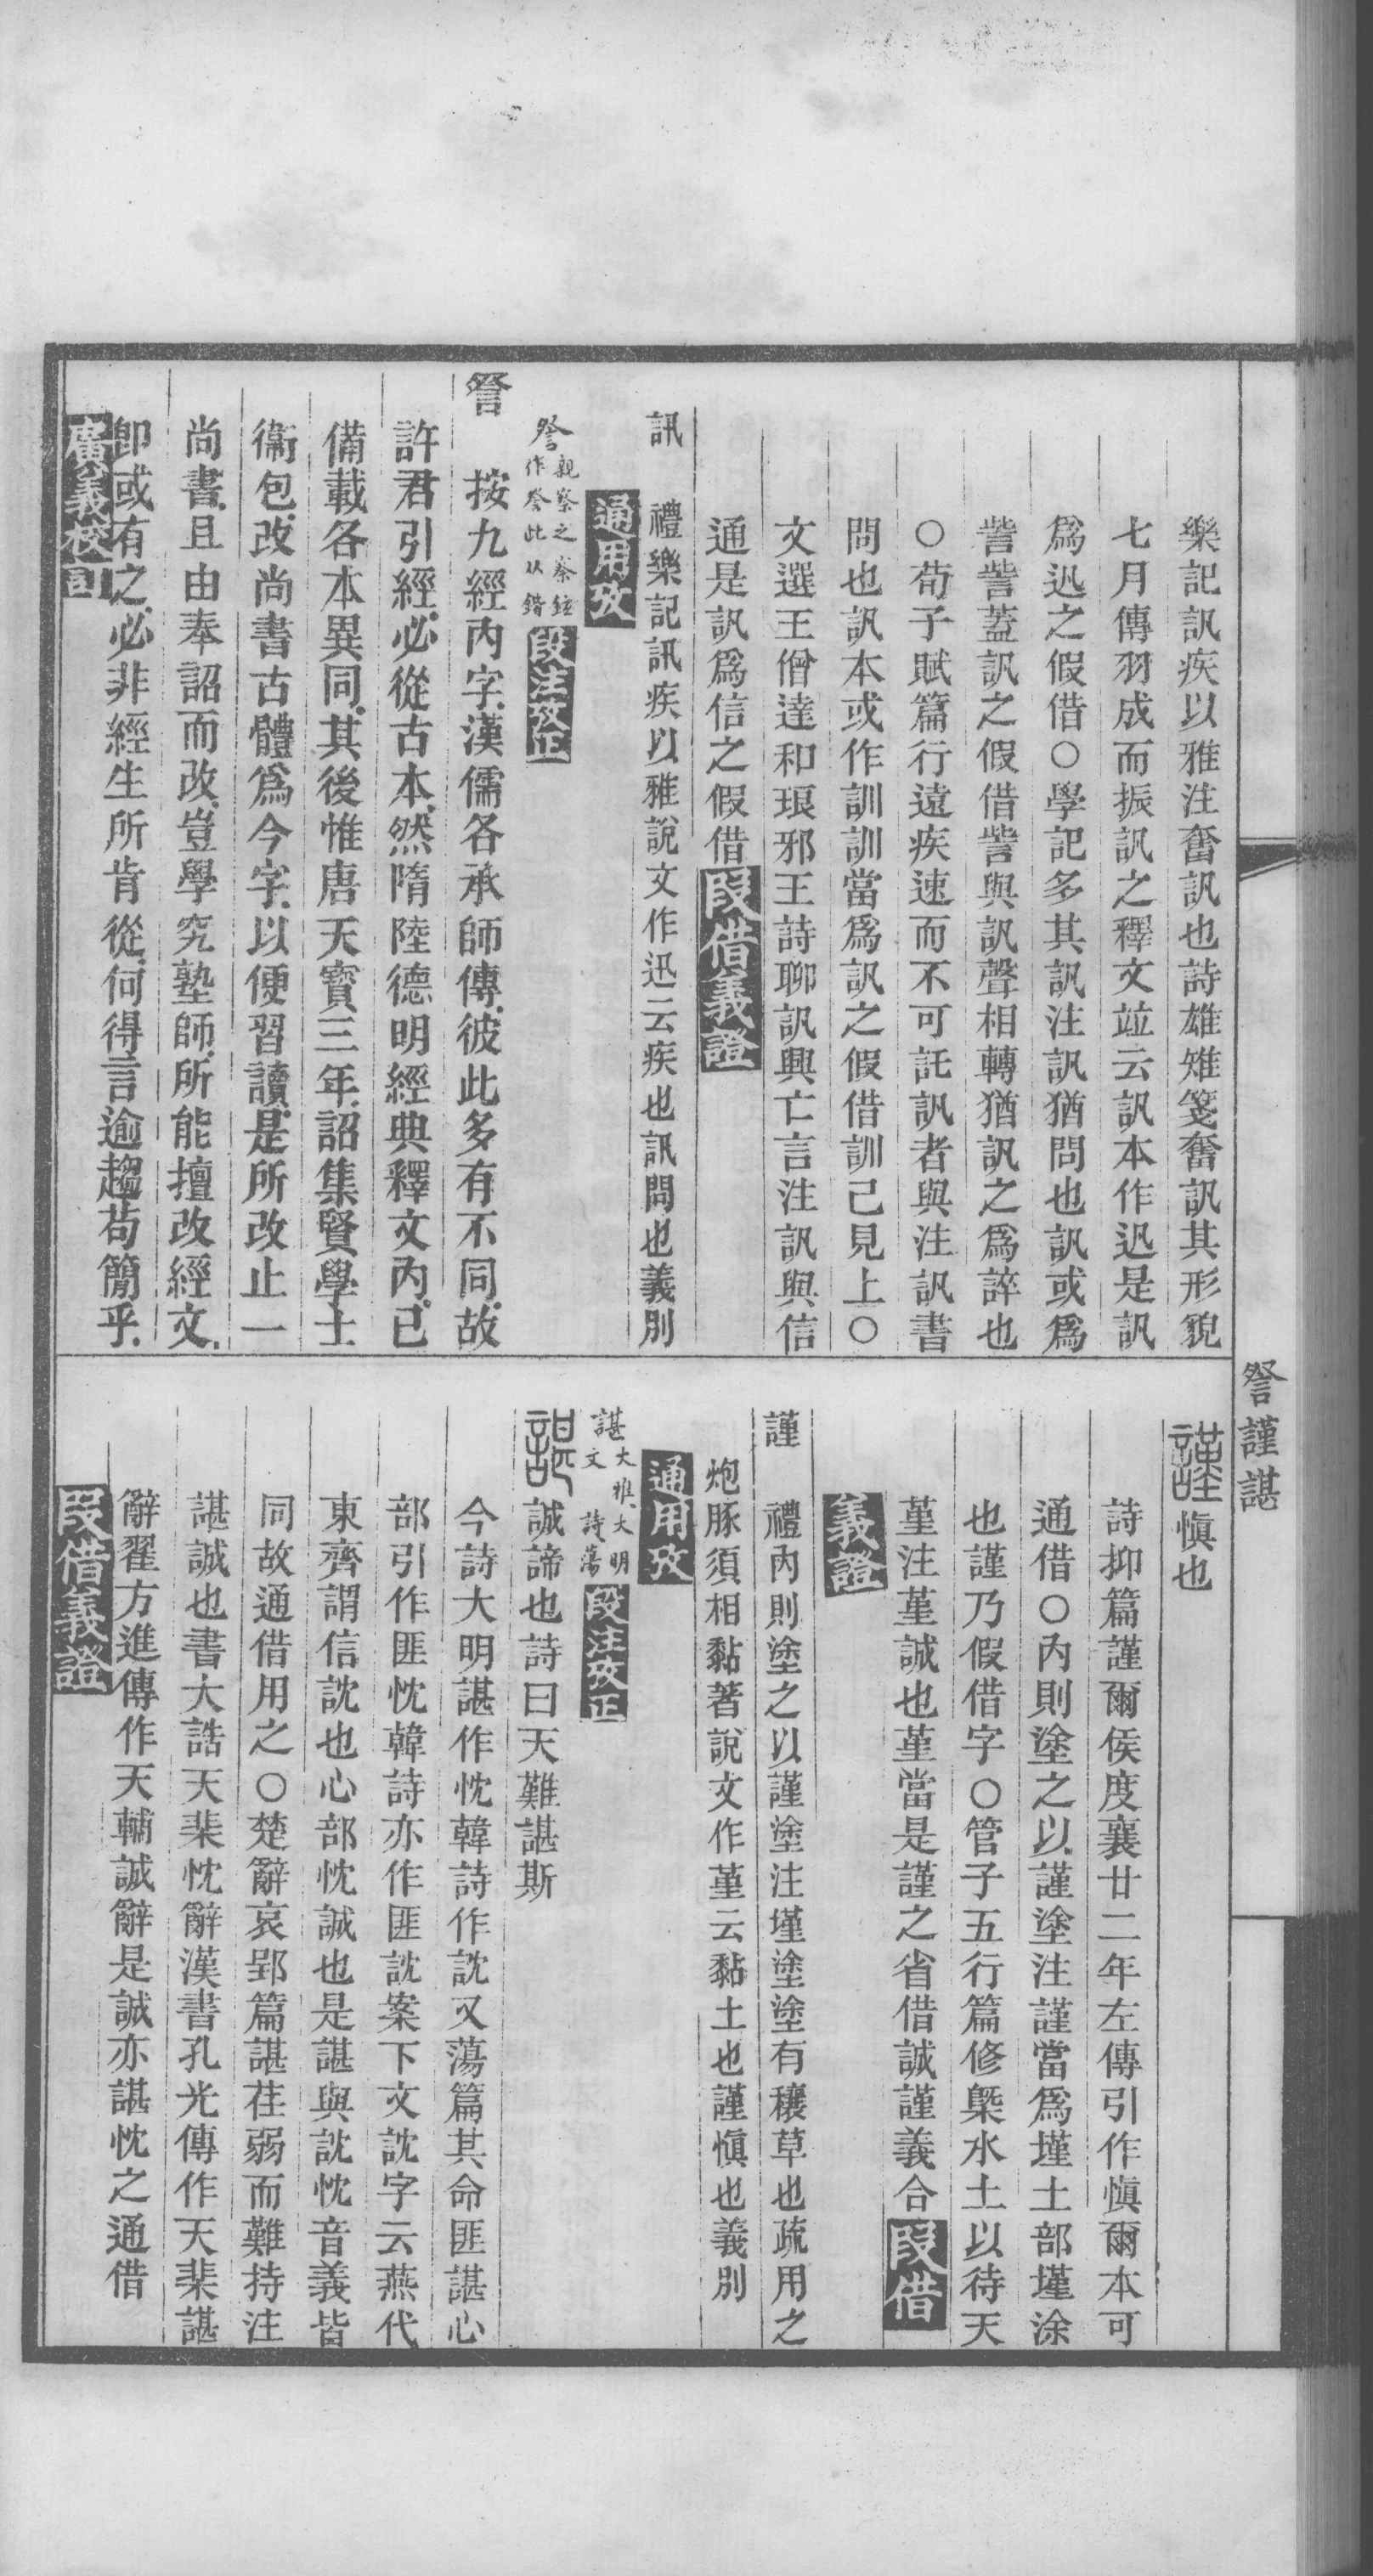 樂記訊疾以雅注奮訊也詩雄雉箋奮訊其形貌
七月傳羽成而振訊之釋文竝云訊本作迅是訊
爲迅之假借○學記多其訊注訊猶問也訊或爲
訾訾蓋訊之假借訾與訊聲相轉猶訊之爲誶也
○荀子賦篇行遠疾速而不可託訊者與注訊書
問也訊本或作訓訓當爲訊之假借訓己見上○
文選王僧達和琅邪王詩聊訊興亡言注訊與信
通是訊爲信之假借叚借義證
訊 禮樂記訊疾以雅說文作迅云疾也訊問也義別
通用攷
詧 親察之察鉉作詧此以鍇 段注攷正
詧 按九經內字漢儒各承師傳彼此多有不同故
許君引經必從古本然隋陸德明經典釋文內已
備載各本異同其後惟唐天寶三年詔集賢學士
衞包改尚書古體爲今字以便習讀是所改止一
尚書且由奉詔而改豈學究塾師所能擅改經文
卽或有之必非經生所肯從何得言逾趨苟簡乎
廣義校訂
詧謹諶
謹 愼也
詩抑篇謹爾侯度襄廿二年左傳引作愼爾本可
通借○內則塗之以謹塗注謹當爲墐土部墐涂
也謹乃假借字○管子五行篇修槩水土以待天
堇注堇誠也堇當是謹之省借誠謹義合叚借
義證
謹 禮內則塗之以謹塗注墐塗塗有穰草也疏用之
炮豚須相黏著說文作堇云黏土也謹愼也義別
通用攷
諶 大雅大明文 詩蕩 段注攷正
諶 誠諦也詩曰天難諶斯
今詩大明諶作忱韓詩作訦又蕩篇其命匪諶心
部引作匪忱韓詩亦作匪訦案下文訦字云燕代
東齊謂信訦也心部忱誠也是諶與訦忱音義皆
同故通借用之○楚辭哀郢篇諶荏弱而難持注
諶誠也書大誥天棐忱辭漢書孔光傳作天棐諶
辭翟方進傳作天輔誠辭是誠亦諶忱之通借
叚借義證